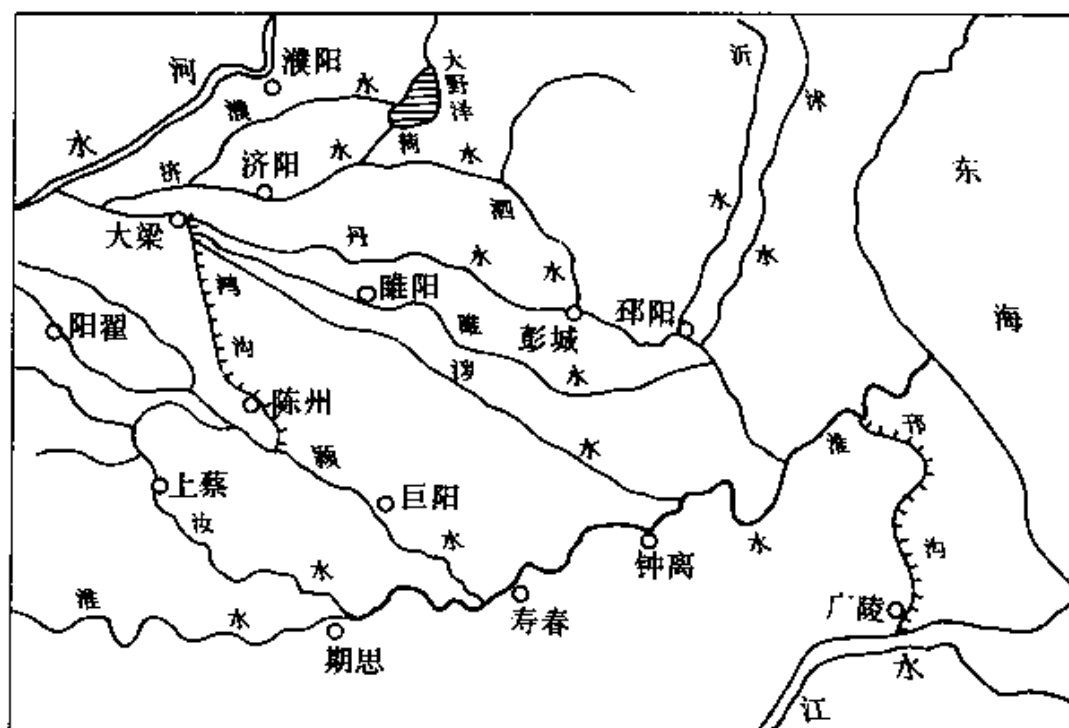 河水
濮阳
濮水
大野泽
济水
济阳
菏水
泗水
沂水
沭水
东海
大梁
丹水
睢阳
睢水
鸿沟
阳翟
彭城
邳阳
陈州
颍水
上蔡
汝水
巨阳
淮水
钟离
邗沟
淮水
期思
寿春
广陵
江水